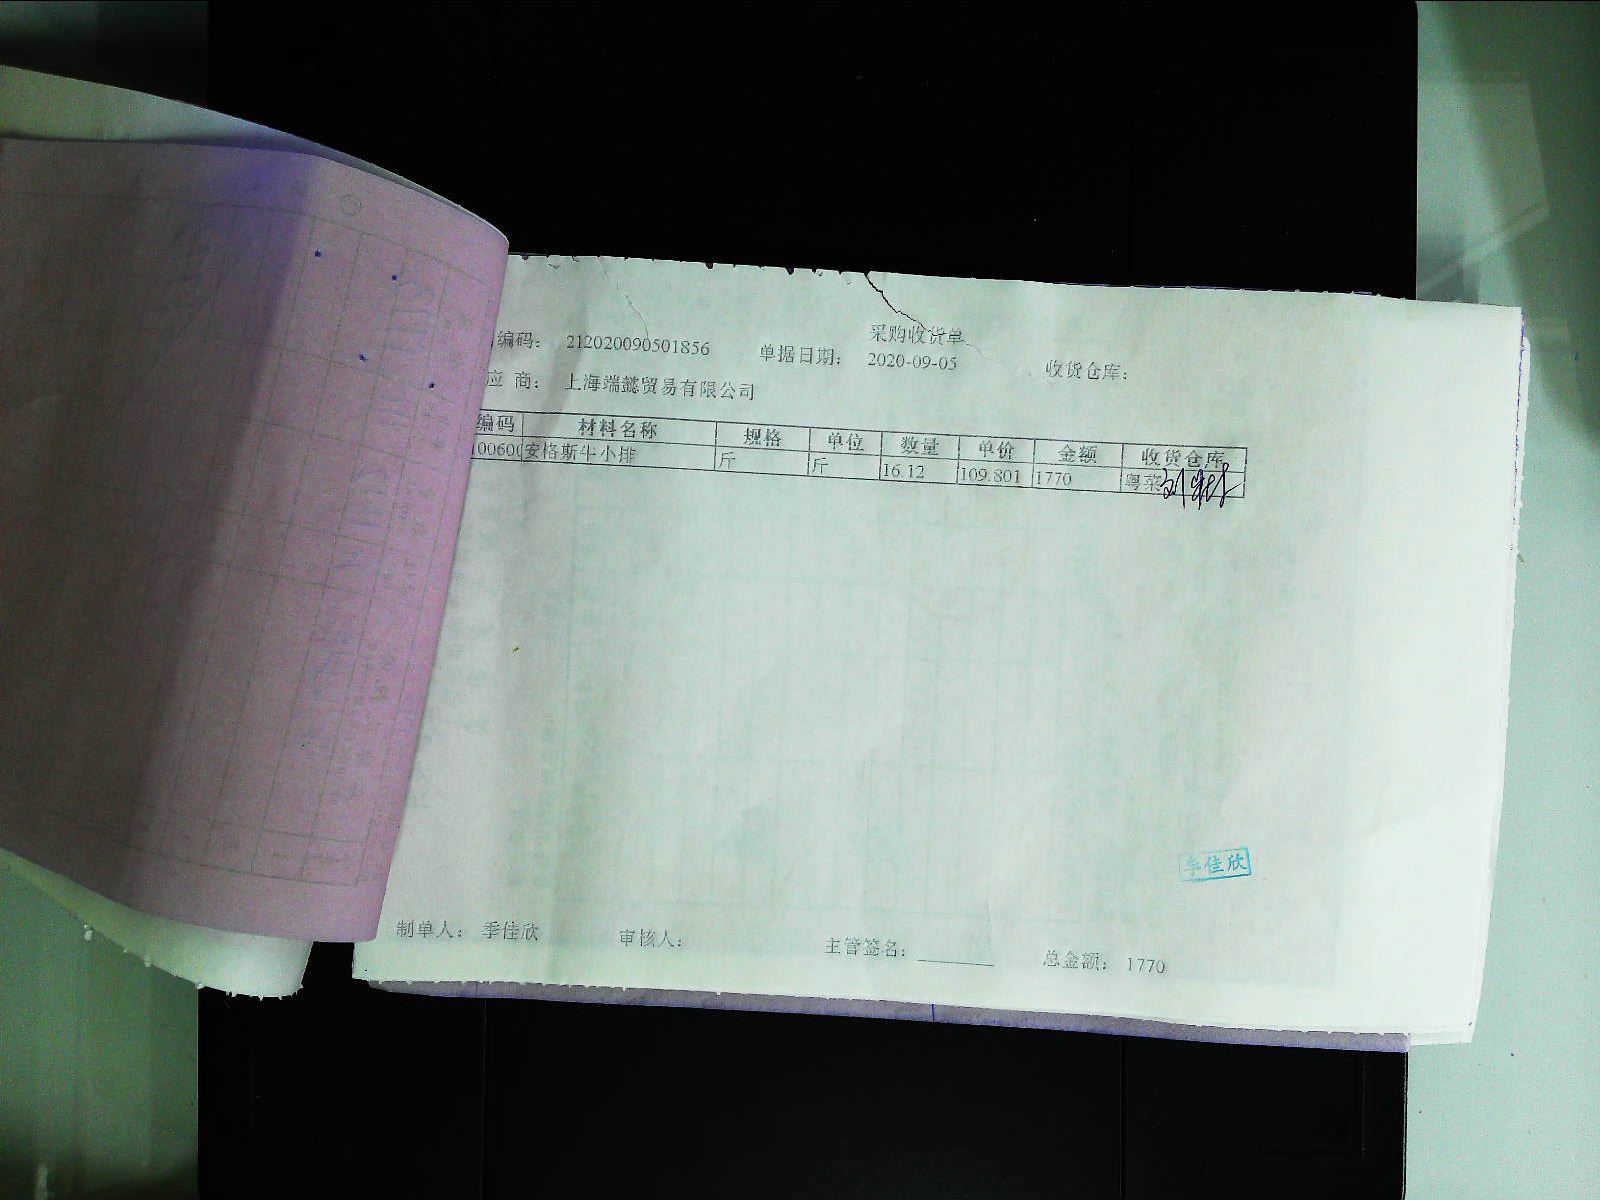 采购收货单
编码: 212020090501856 单据日期: 2020-09-05 收货仓库:
应 商: 上海端懿贸易有限公司
编码 材料名称 规格 单位 数量 单价 金额 收货仓库
00600 安格斯牛小排 斤 斤 16.12 109.801 1770 粤菜
季佳欣
制单人: 季佳欣 审核人: 主管签名: 总金额: 1770